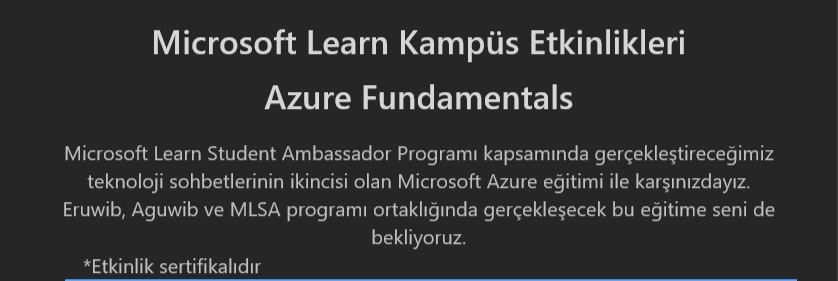 Microsoft Learn Kampüs Etkinlikleri
Azure Fundamentals
Microsoft Learn Student Ambassador Programı kapsamında gerçekleştireceğimiz
teknoloji sohbetlerinin ikincisi olan Microsoft Azure eğitimi ile karşınızdayız.
Eruwib, Aguwib ve MLSA programı ortaklığında gerçekleşecek bu eğitime seni de
bekliyoruz.
*Etkinlik sertifikalıdır